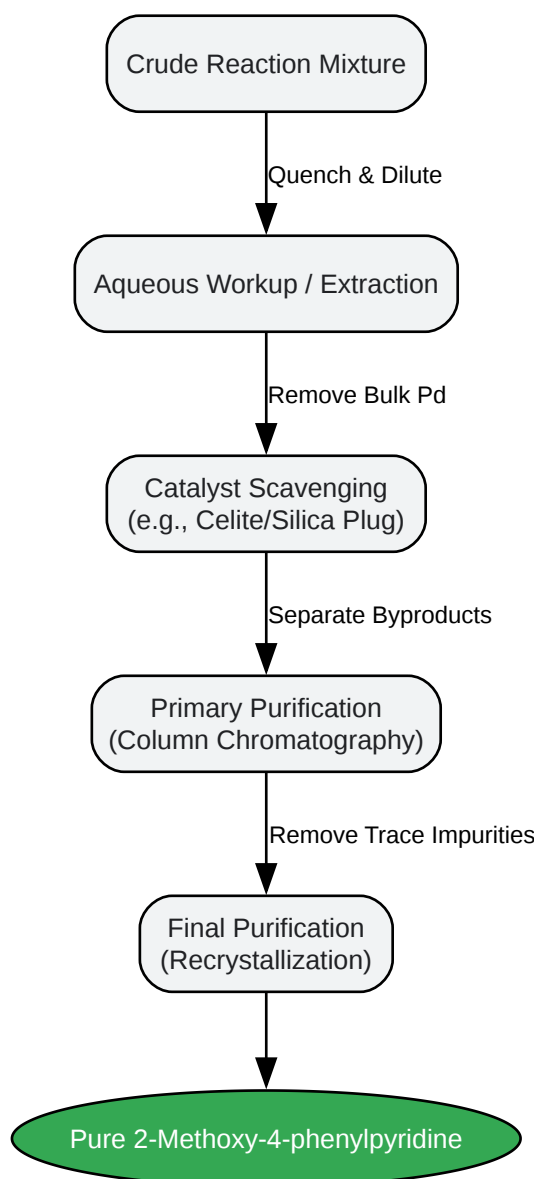 Crude Reaction Mixture
Quench & Dilute
Aqueous Workup / Extraction
Remove Bulk Pd
Catalyst Scavenging
(e.g., Celite/Silica Plug)
Separate Byproducts
Primary Purification
(Column Chromatography)
Remove Trace Impurities
Final Purification
(Recrystallization)
Pure 2-Methoxy-4-phenylpyridine